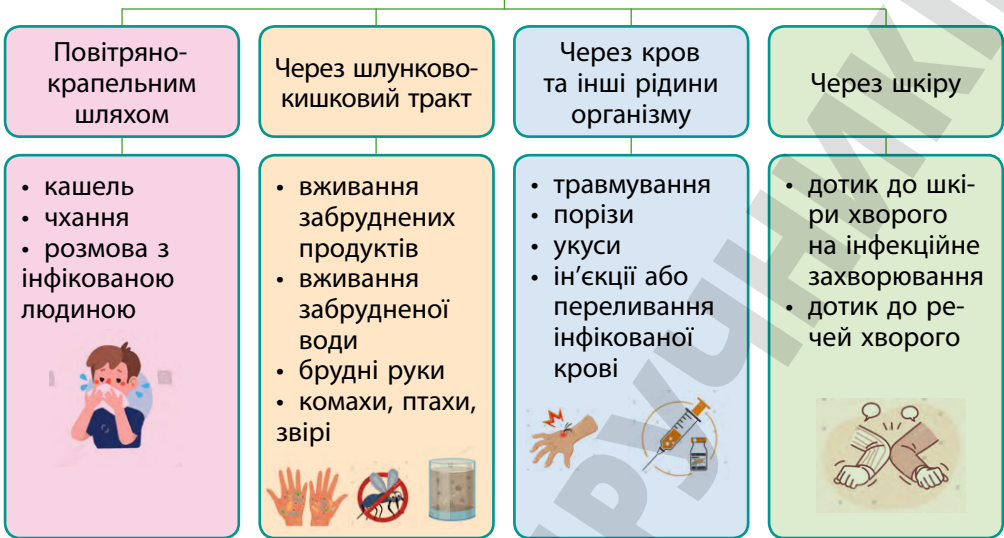 Повітряно-
крапельним
шляхом
Через шлунково-
кишковий тракт
Через кров
та інші рідини
організму
Через шкіру
• кашель
• чхання
• розмова з
інфікованою
людиною
• вживання
забруднених
продуктів
• вживання
забрудненої
води
• брудні руки
• комахи, птахи,
звірі
• травмування
• порізи
• укуси
• ін’єкції або
переливання
інфікованої
крові
• дотик до шкі-
ри хворого
на інфекційне
захворювання
• дотик до ре-
чей хворого